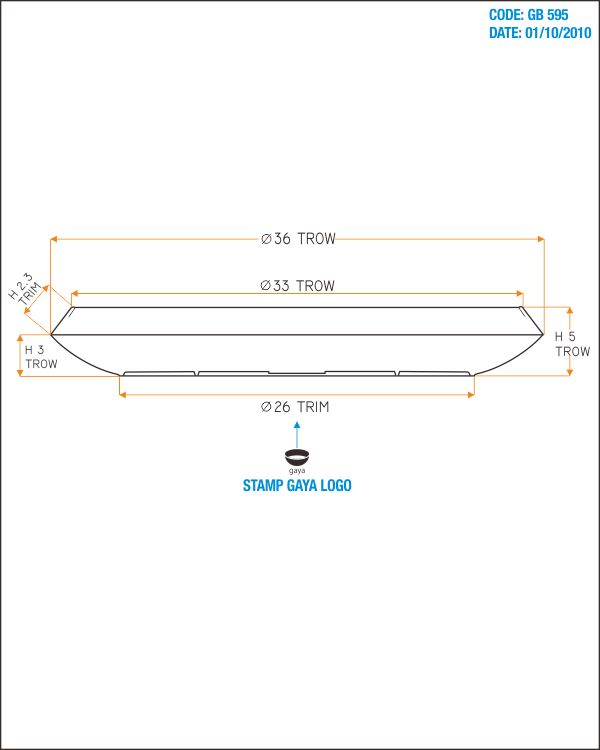 CODE: GB 595
DATE: 01/10/2010
∅36 TROW
∅33 TROW
H 2.3
TRIM
H 3
TROW
H 5
TROW
∅26 TRIM
gaya
STAMP GAYA LOGO